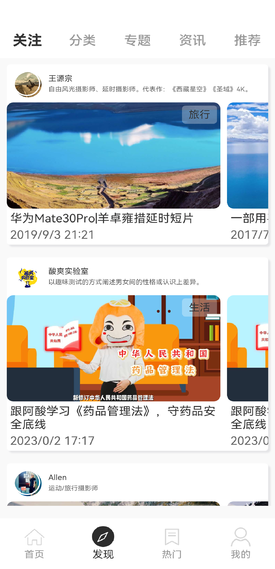 关注 分类 专题 资讯 推荐
王源宗
自由风光摄影师、延时摄影师。代表作：《西藏星空》《圣域》4K。
旅行
华为Mate30Pro|羊卓雍措延时短片
一部用
2019/9/3 21:21
2017/7
酸爽实验室
以趣味测试的方式阐述男女间的性格或认识上差异。
生活
中华人民共和国
药品管理法
新修订中华人民共和国药品管理法
跟阿酸学习《药品管理法》，守药品安全底线
跟阿酸
全底线
2023/0/2 17:17
2023/0
Allen
运动/旅行摄影师
首页 发现 热门 我的